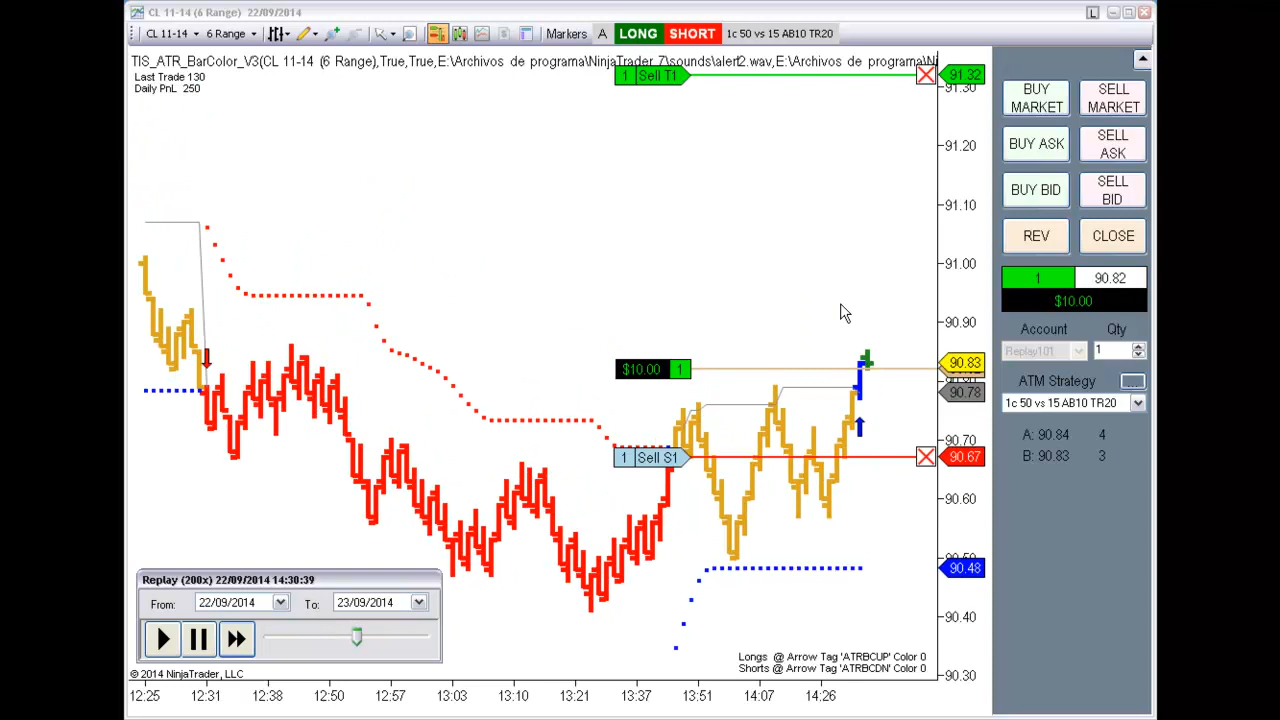 CL 11-14 (6 Range)  22/09/2014
CL 11-14 6 Range Markers A LONG SHORT 1c 50 vs 15 AB10 TR20
TIS_ATR_BarColor_V3(CL 11-14 (6 Range),True,True,E:\Archivos de programa\NinjaTrader 7\sounds\alert2.wav,E:\Archivos de programa\Ni
Last Trade 130
Daily PnL 250
1 Sell T1
91.32
91.30
91.20
91.10
91.00
90.90
$10.00 1
90.83
90.78
90.70
1 Sell S1
90.67
90.60
90.50
90.48
90.40
90.30
BUY MARKET
SELL MARKET
BUY ASK
SELL ASK
BUY BID
SELL BID
REV
CLOSE
1 90.82
$10.00
Account Qty
Replay101 1
ATM Strategy ...
1c 50 vs 15 AB10 TR20
A: 90.84 4
B: 90.83 3
Replay (200x) 22/09/2014 14:30:39
From: 22/09/2014 To: 23/09/2014
Longs @ Arrow Tag 'ATRBCUP' Color 0
Shorts @ Arrow Tag 'ATRBCDN' Color 0
© 2014 NinjaTrader, LLC
12:25 12:31 12:38 12:50 12:57 13:03 13:10 13:21 13:37 13:51 14:07 14:26